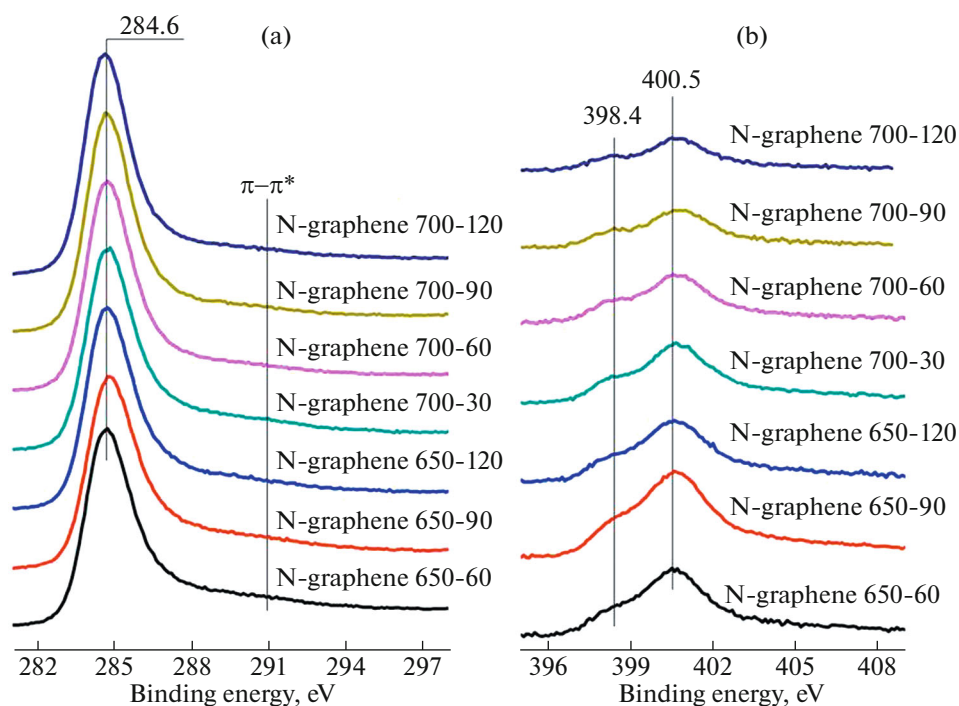 (a)
284.6
π–π*
N-graphene 700-120
N-graphene 700-90
N-graphene 700-60
N-graphene 700-30
N-graphene 650-120
N-graphene 650-90
N-graphene 650-60
282 285 288 291 294 297
Binding energy, eV
(b)
400.5
398.4
N-graphene 700-120
N-graphene 700-90
N-graphene 700-60
N-graphene 700-30
N-graphene 650-120
N-graphene 650-90
N-graphene 650-60
396 399 402 405 408
Binding energy, eV